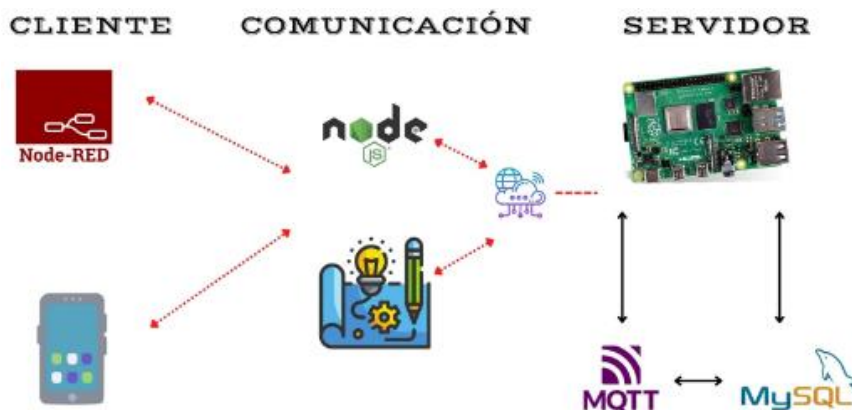 CLIENTE COMUNICACIÓN SERVIDOR
Node-RED
node
JS
MQTT
MySQL